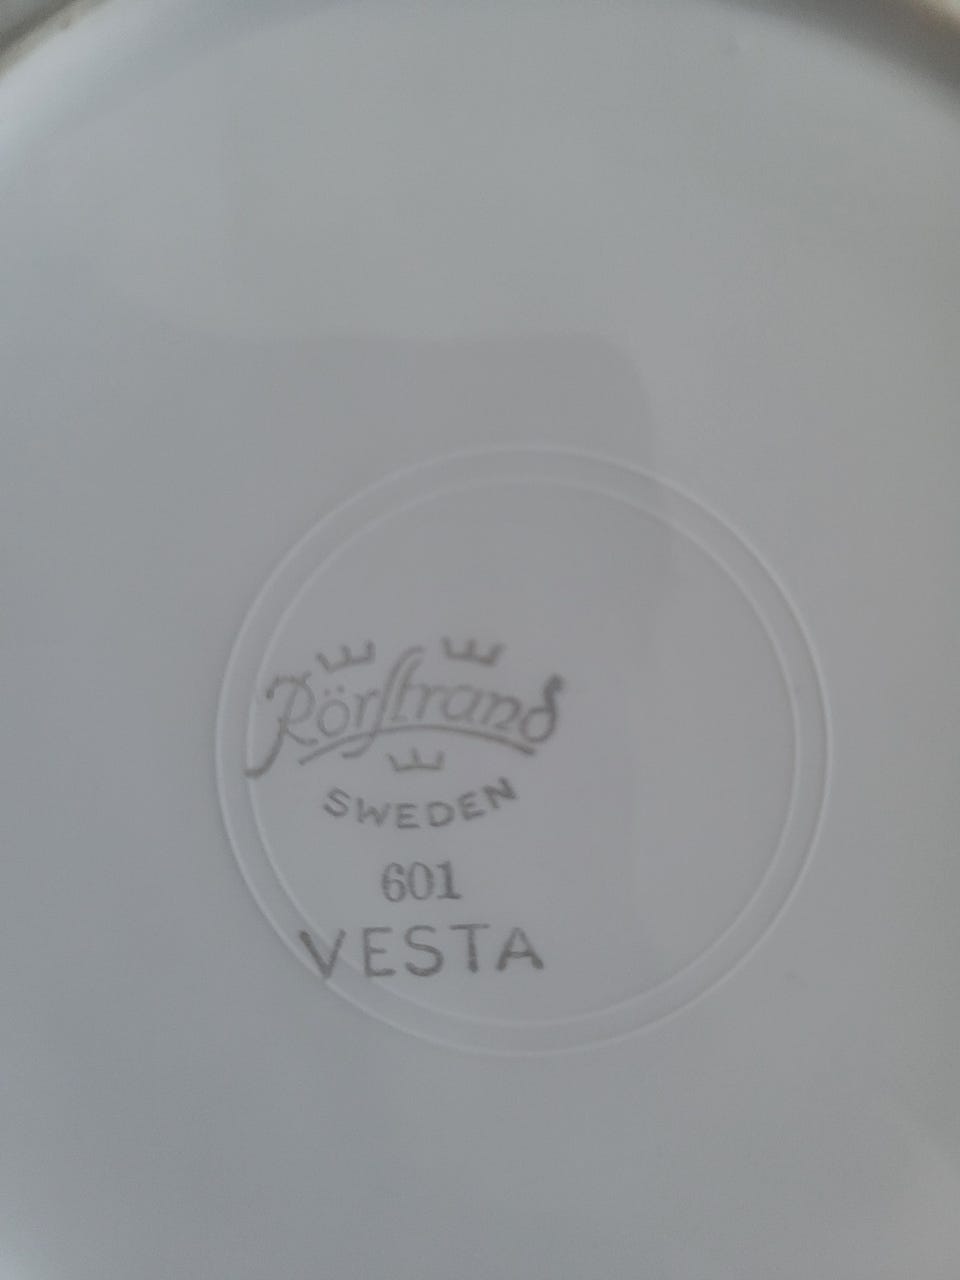 Rörstrand
SWEDEN
601
VESTA